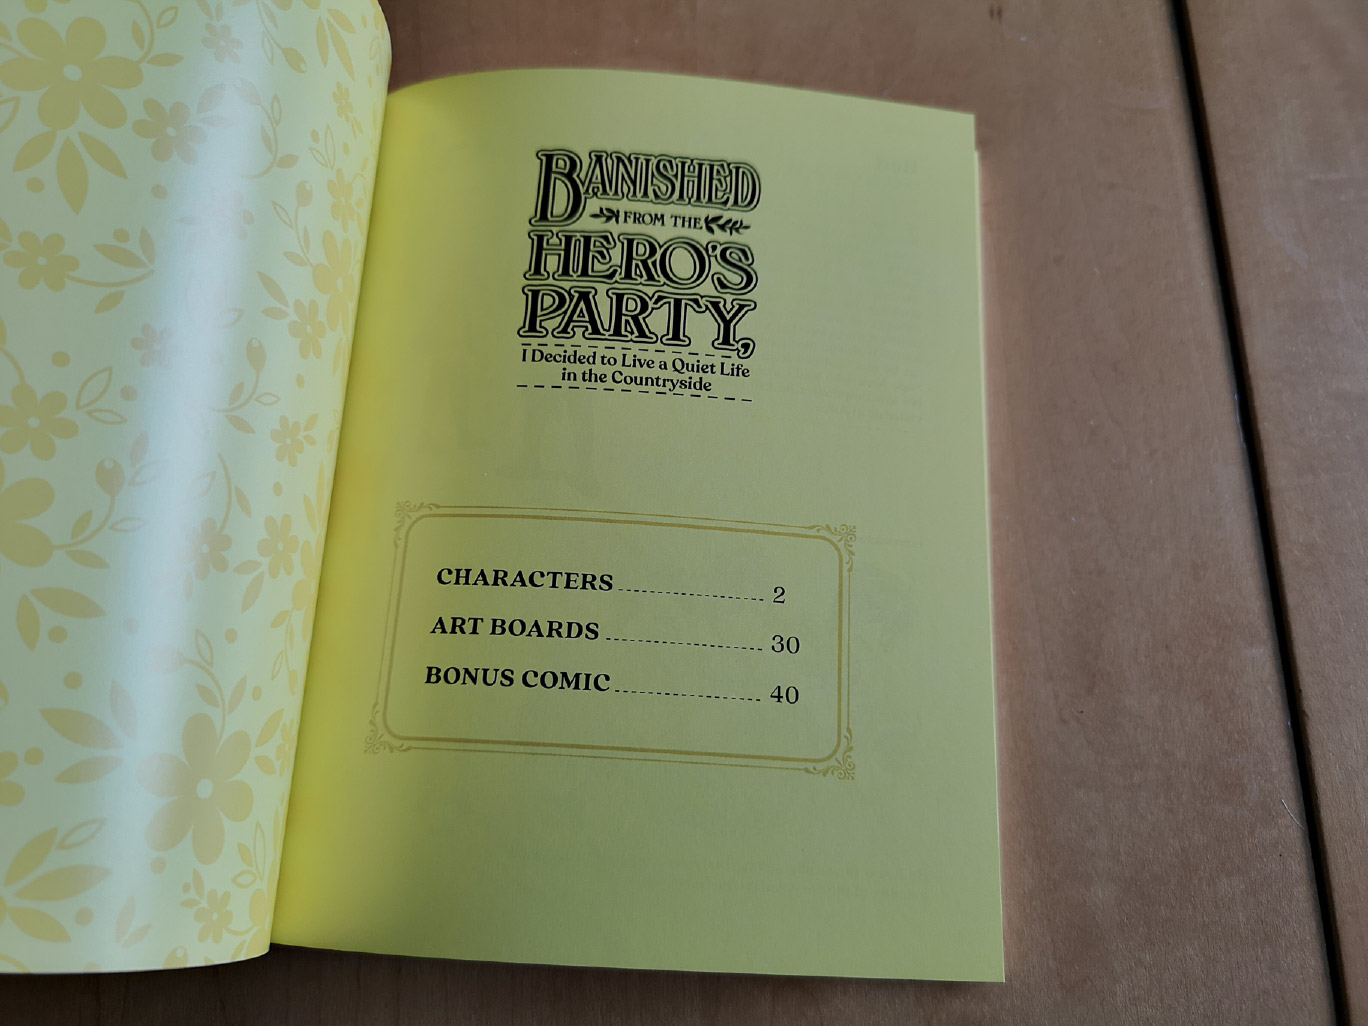 BANISHED
FROM THE
HERO'S
PARTY,
I Decided to Live a Quiet Life
in the Countryside
CHARACTERS 2
ART BOARDS 30
BONUS COMIC 40